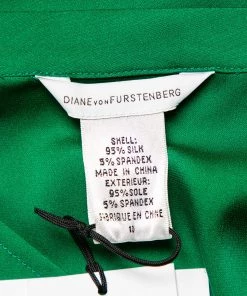 DIANE VON FURSTENBERG
SHELL:
95% SILK
5% SPANDEX
MADE IN CHINA
EXTERIEUR:
95% SOIE
5% SPANDEX
FABRIQUE EN CHINE
10